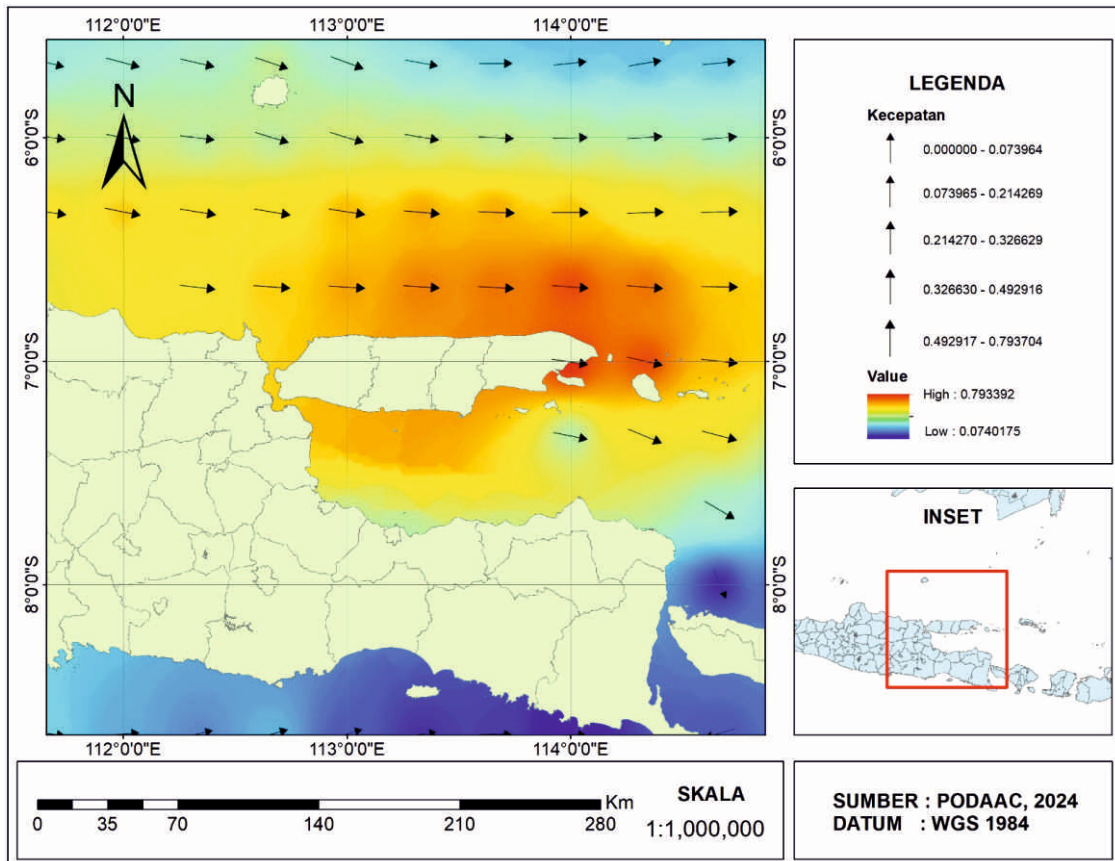 112°0'0"E 113°0'0"E 114°0'0"E
N
6°0'0"S 6°0'0"S
7°0'0"S 7°0'0"S
8°0'0"S 8°0'0"S
112°0'0"E 113°0'0"E 114°0'0"E
LEGENDA
Kecepatan
0.000000 - 0.073964
0.073965 - 0.214269
0.214270 - 0.326629
0.326630 - 0.492916
0.492917 - 0.793704
Value
High : 0.793392
Low : 0.0740175
INSET
Km
0 35 70 140 210 280
SKALA
1:1,000,000
SUMBER : PODAAC, 2024
DATUM : WGS 1984